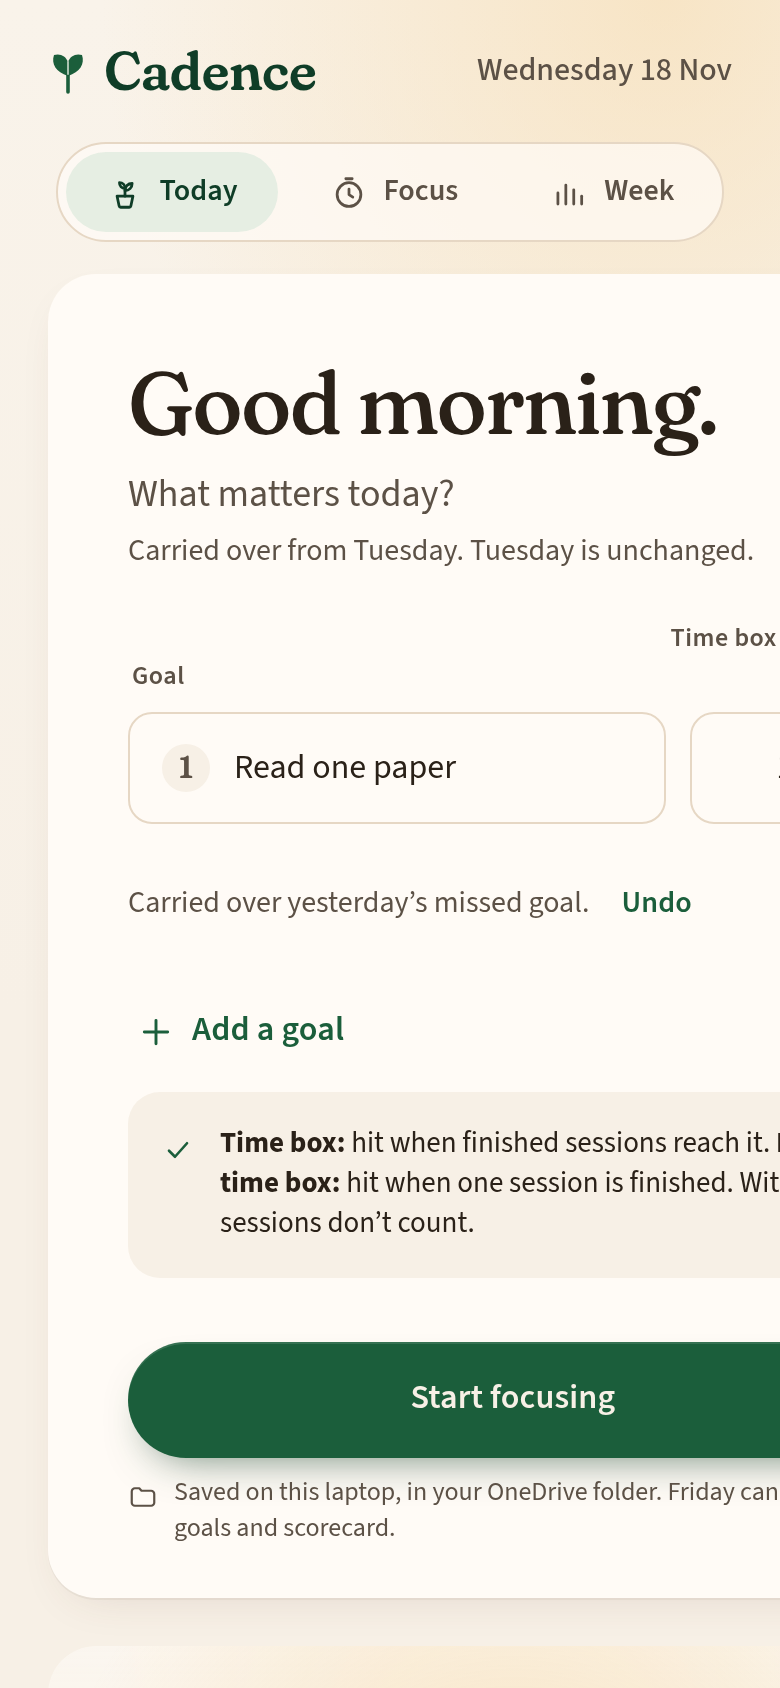 Cadence
Wednesday 18 Nov
Today
Focus
Week
Good morning.
What matters today?
Carried over from Tuesday. Tuesday is unchanged.
Time box
Goal
1 Read one paper
Carried over yesterday’s missed goal. Undo
Add a goal
Time box: hit when finished sessions reach it.
time box: hit when one session is finished.
sessions don’t count.
Start focusing
Saved on this laptop, in your OneDrive folder. Friday can
goals and scorecard.